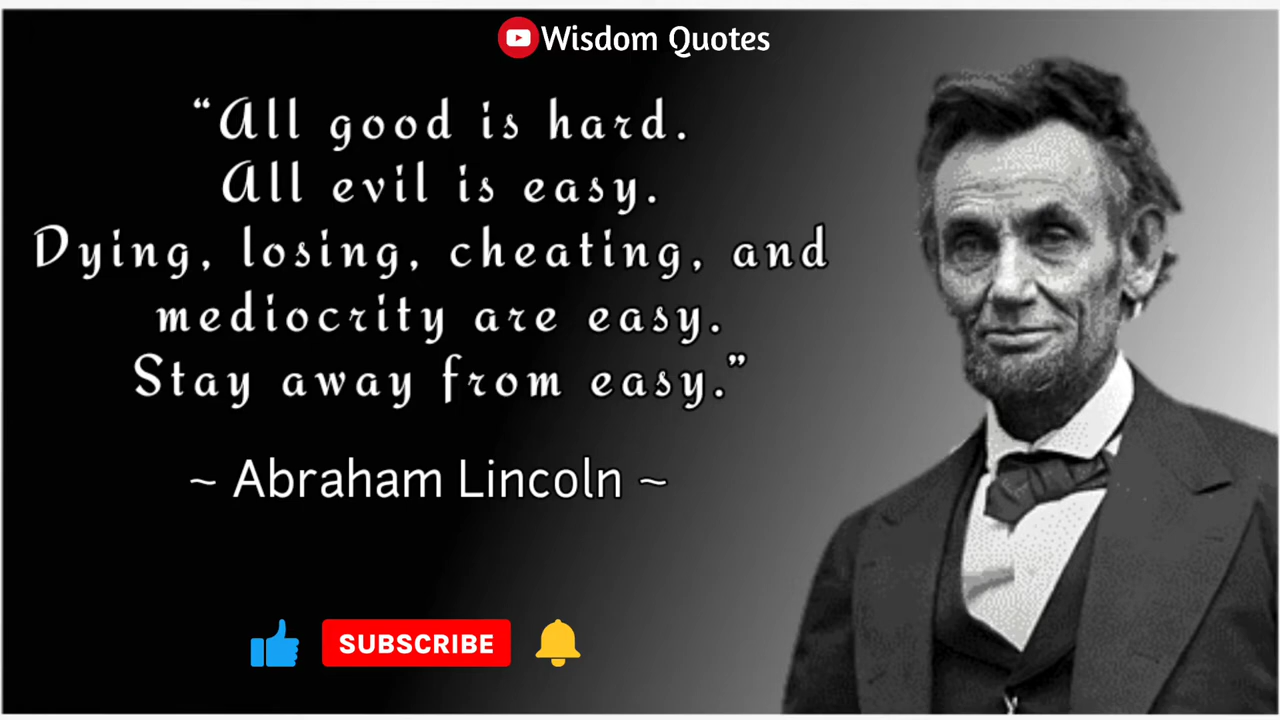 Wisdom Quotes
“All good is hard.
All evil is easy.
Dying, losing, cheating, and
mediocrity are easy.
Stay away from easy.”
~ Abraham Lincoln ~
SUBSCRIBE